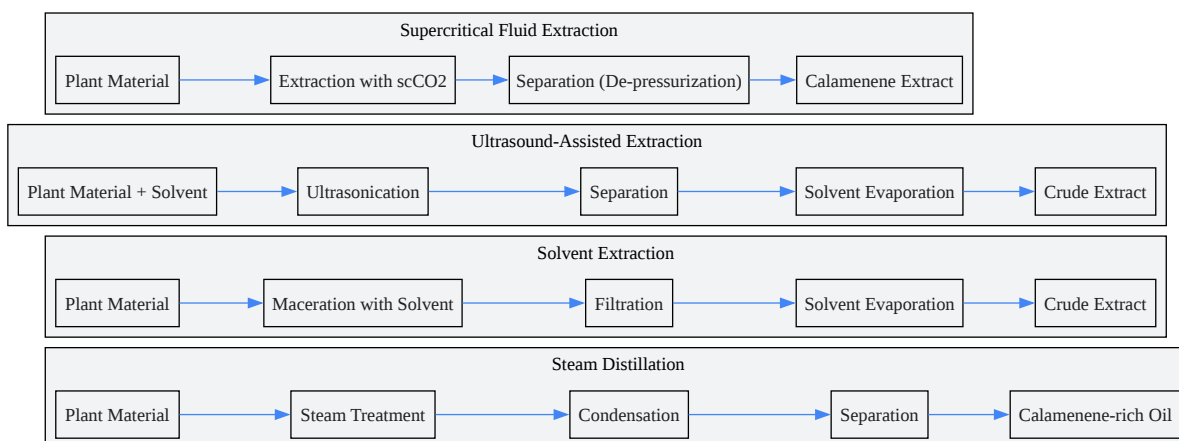 Supercritical Fluid Extraction
Plant Material
Extraction with scCO2
Separation (De-pressurization)
Calamenene Extract
Ultrasound-Assisted Extraction
Plant Material + Solvent
Ultrasonication
Separation
Solvent Evaporation
Crude Extract
Solvent Extraction
Plant Material
Maceration with Solvent
Filtration
Solvent Evaporation
Crude Extract
Steam Distillation
Plant Material
Steam Treatment
Condensation
Separation
Calamenene-rich Oil